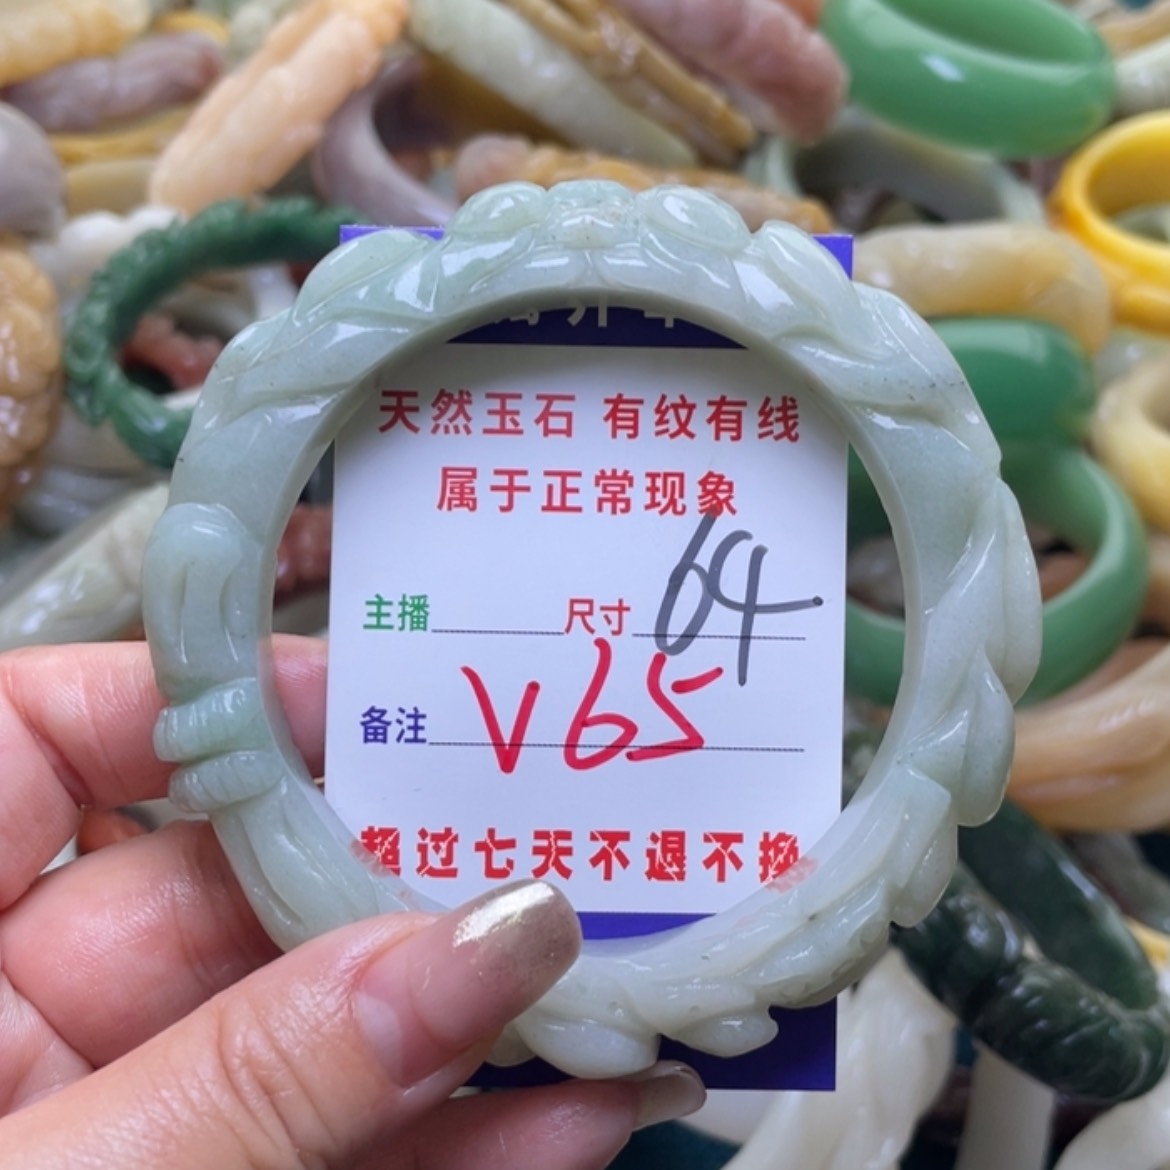 天然玉石 有纹有线
属于正常现象
主播 尺寸 64
备注 V65
超过七天不退不换